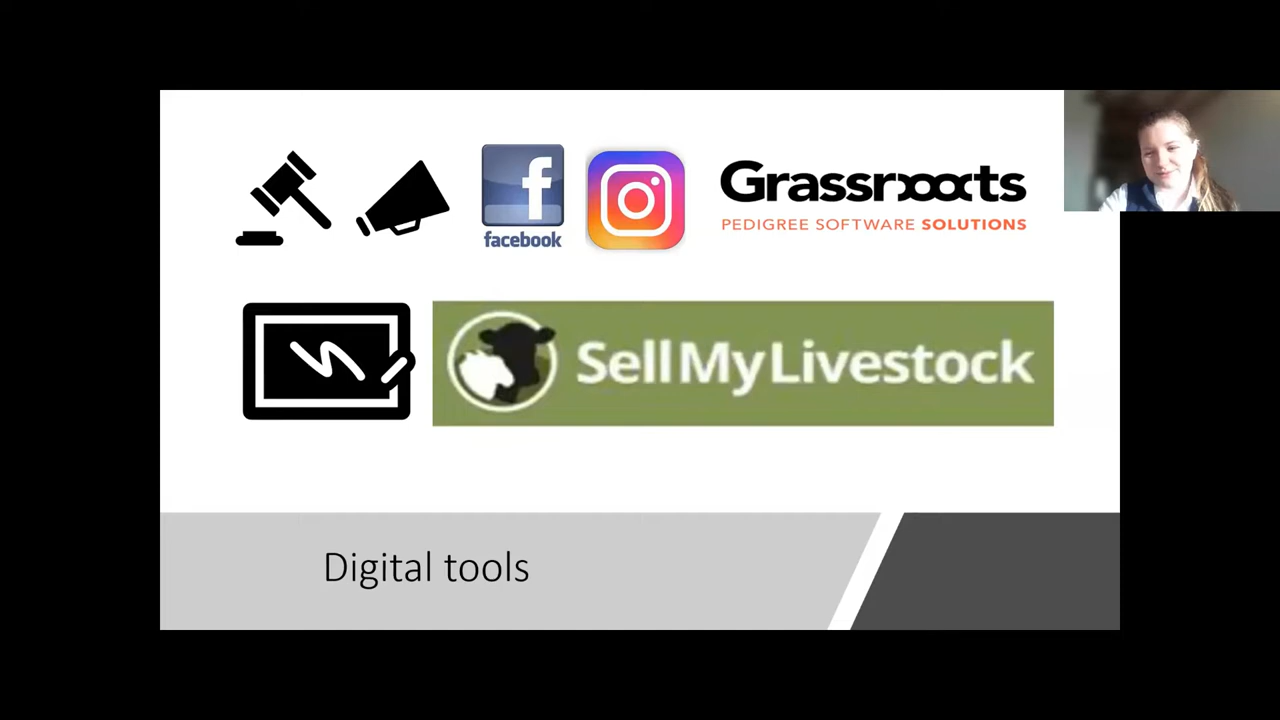 facebook
Grassroots
PEDIGREE SOFTWARE SOLUTIONS
SellMyLivestock
Digital tools